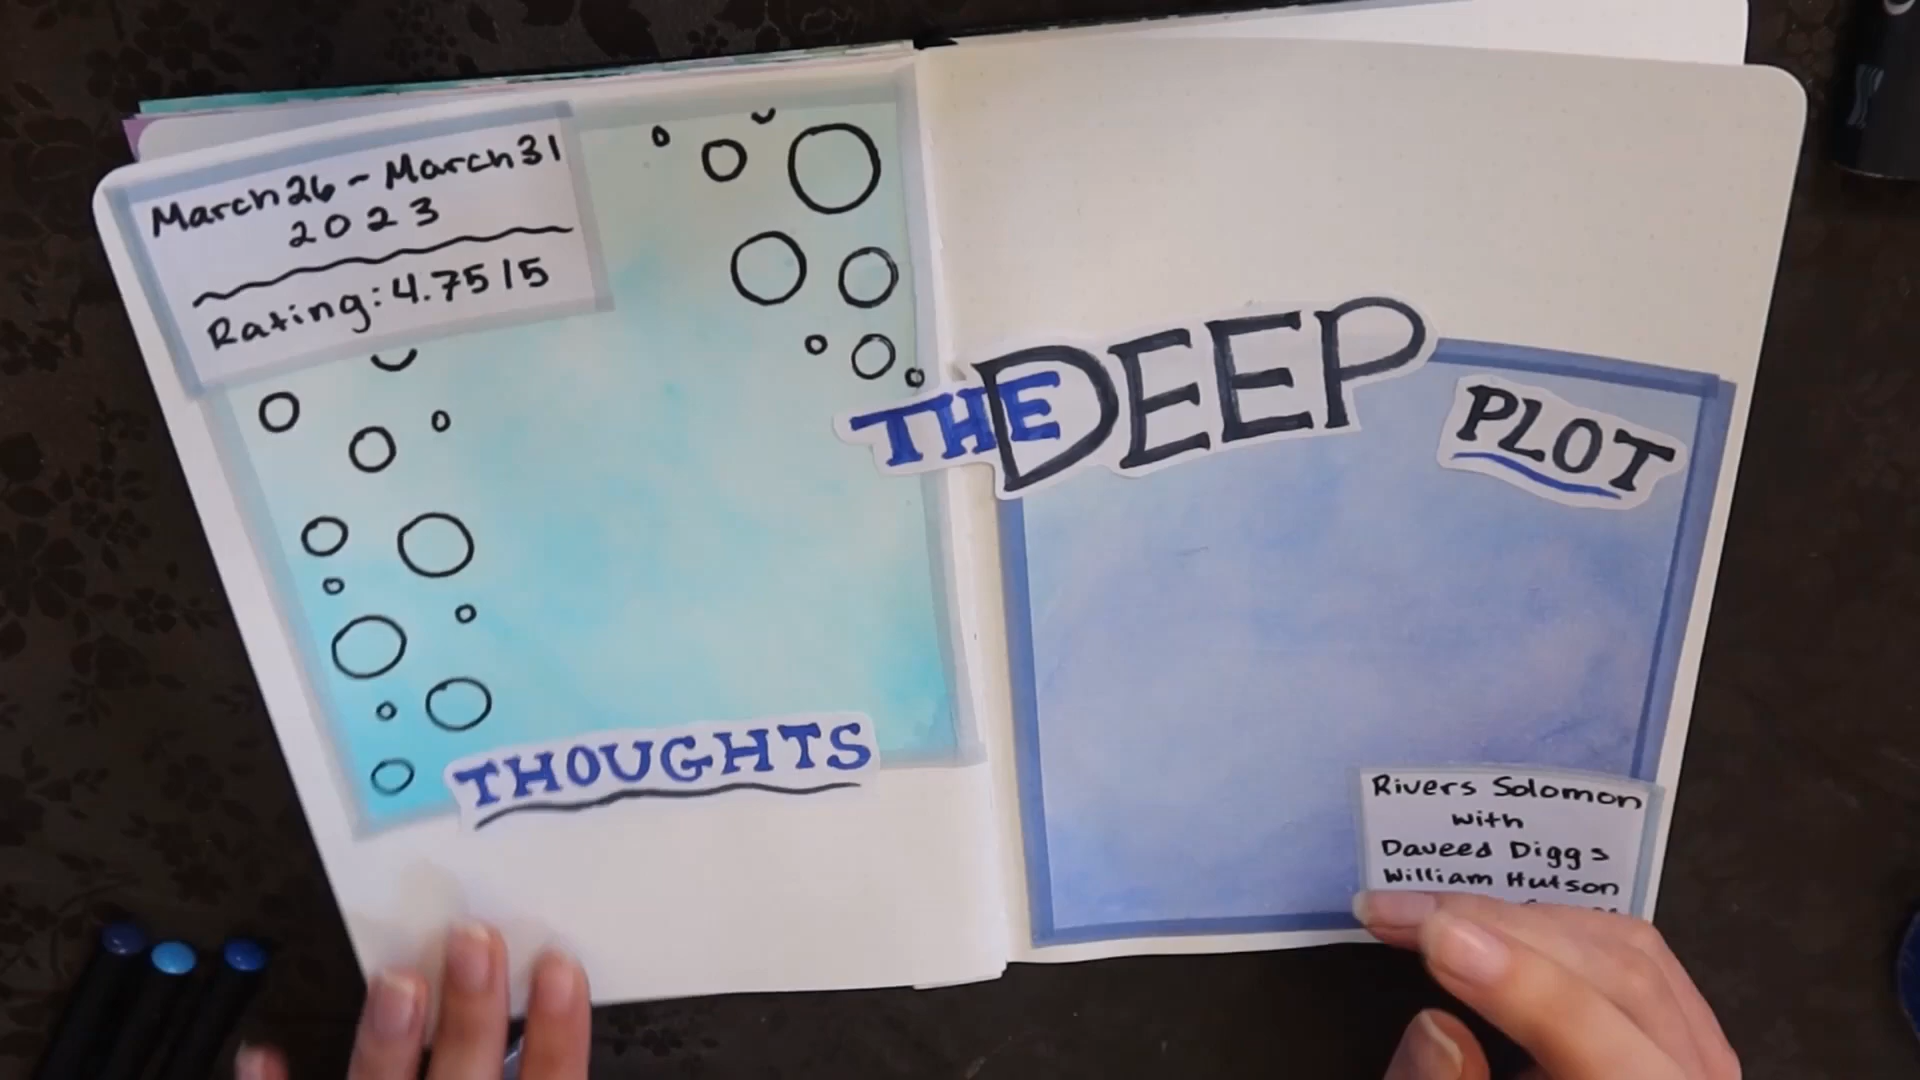 March 26 - March 31
2023
Rating: 4.75/5
THOUGHTS
THE DEEP
PLOT
Rivers Solomon
with
Daveed Diggs
William Hutson